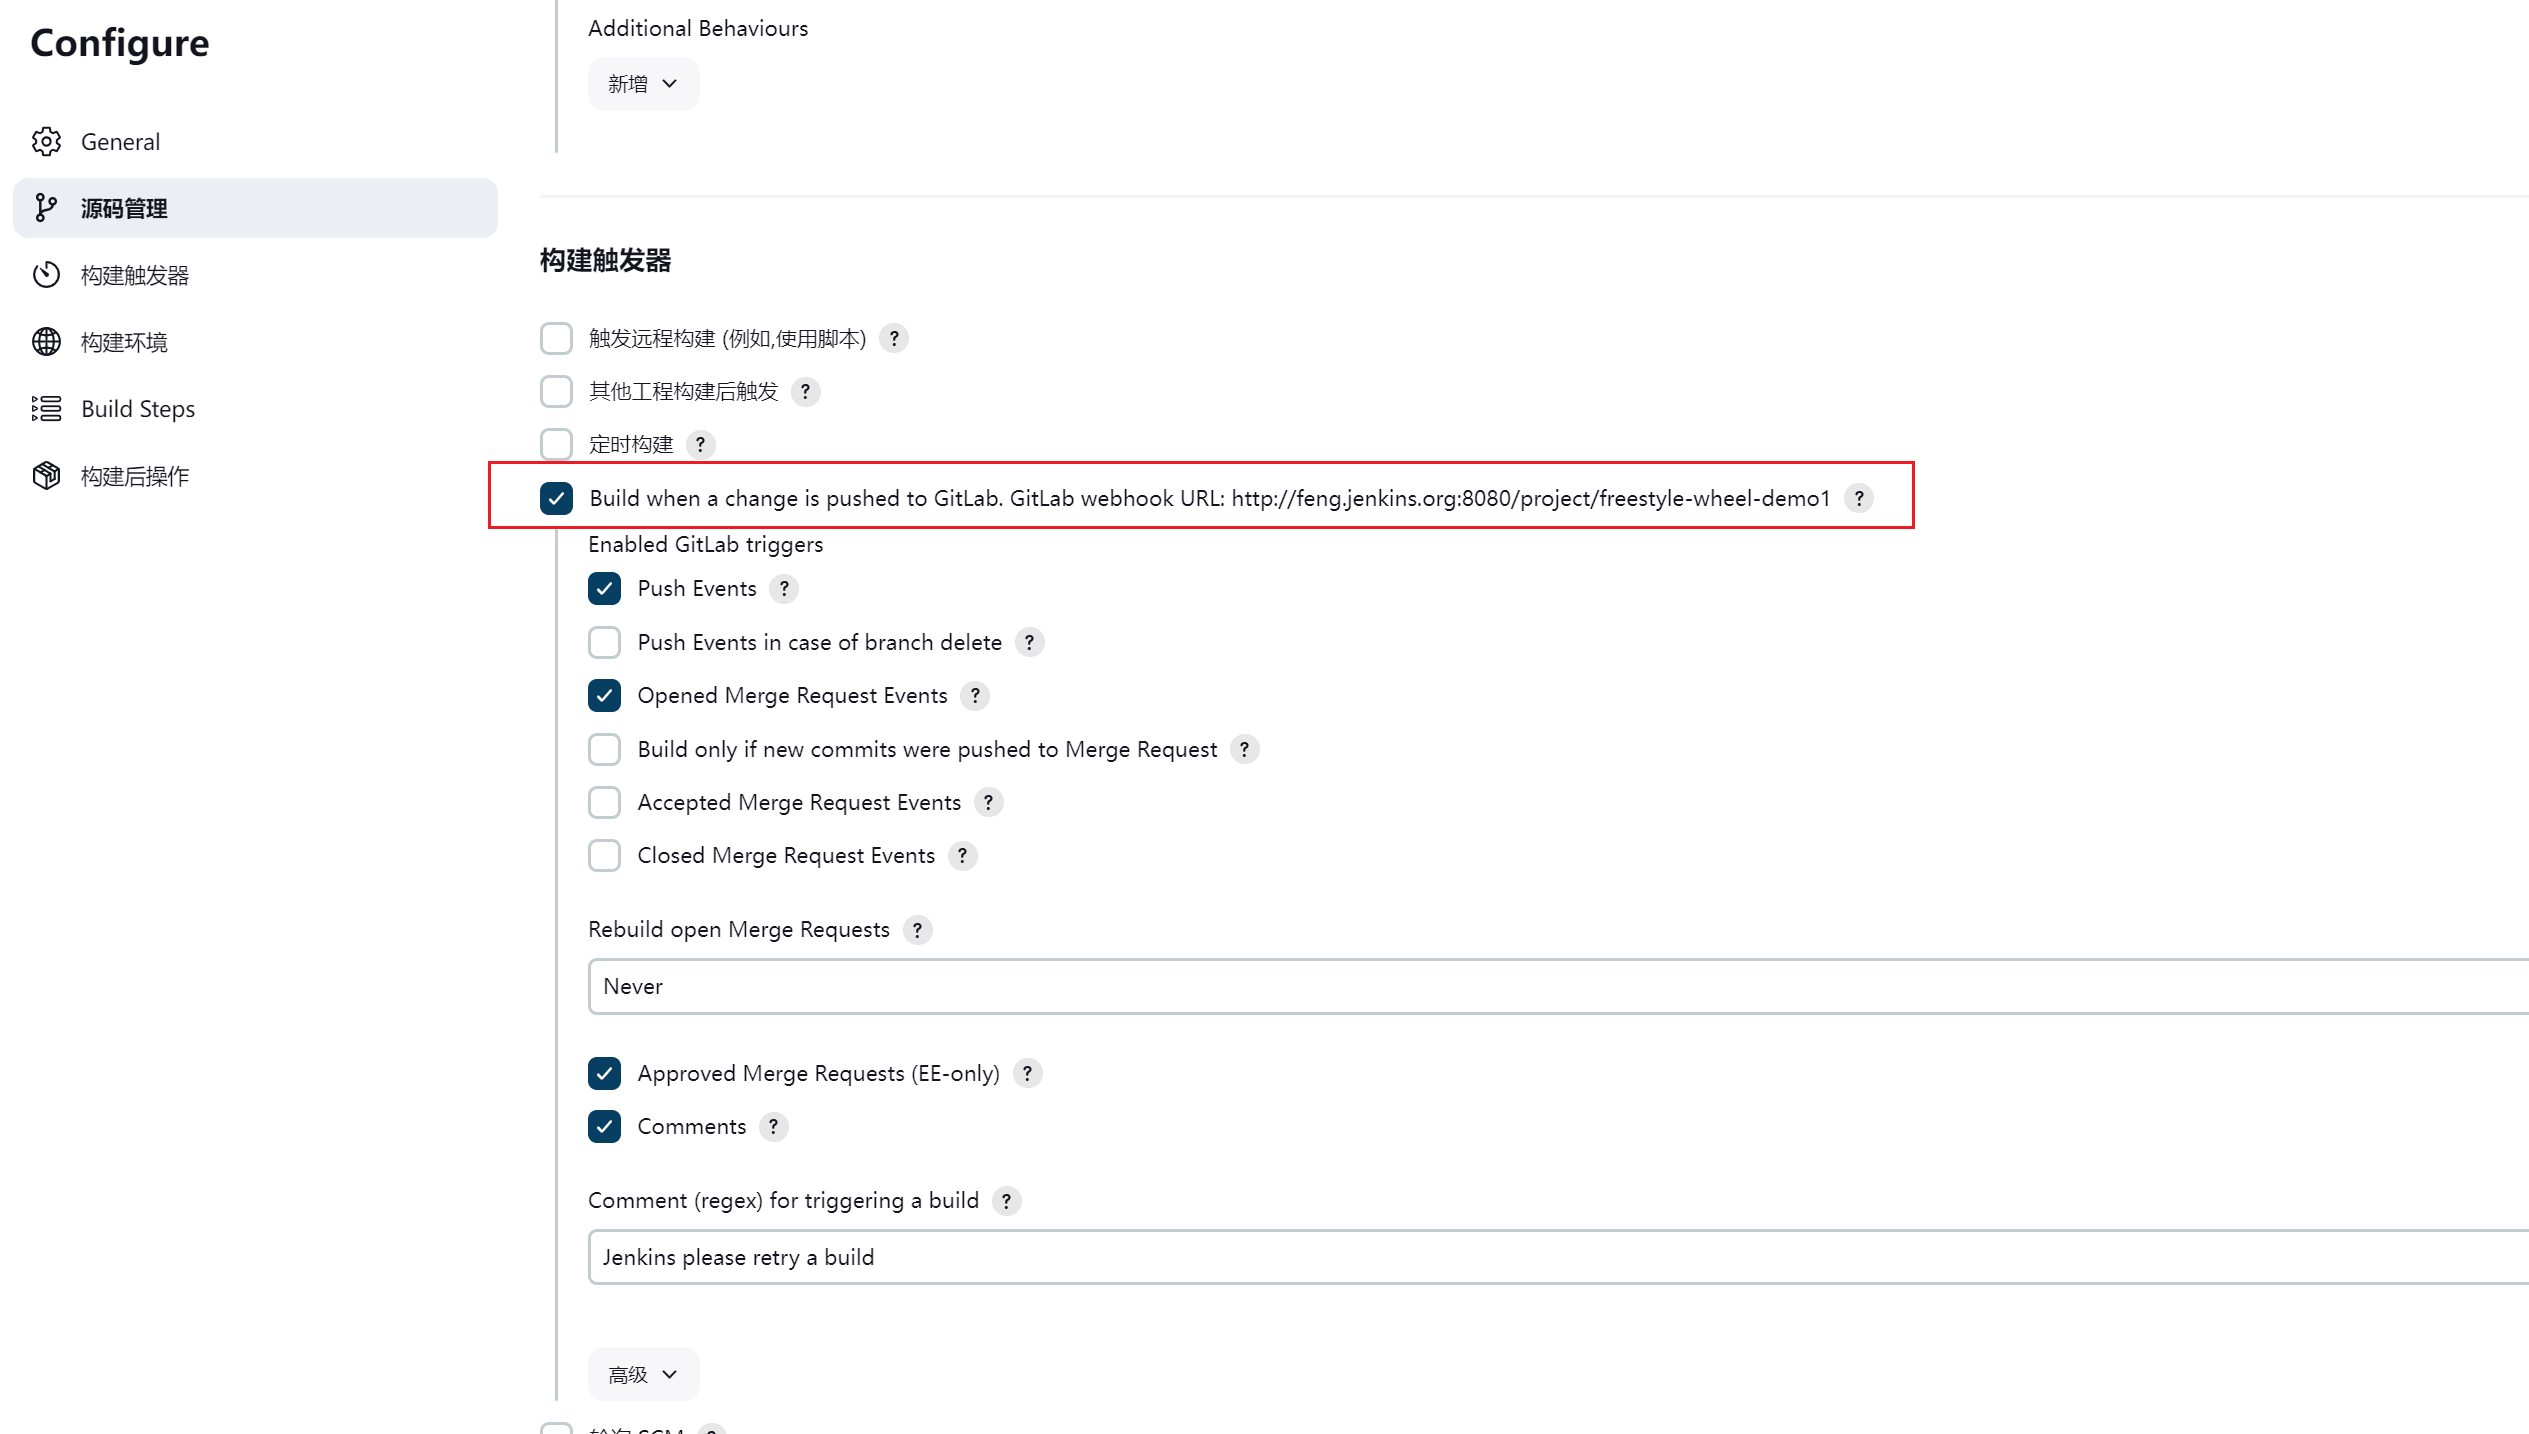 Configure
General
源码管理
构建触发器
构建环境
Build Steps
构建后操作
Additional Behaviours
新增
构建触发器
触发远程构建 (例如,使用脚本) ?
其他工程构建后触发 ?
定时构建 ?
Build when a change is pushed to GitLab. GitLab webhook URL: http://feng.jenkins.org:8080/project/freestyle-wheel-demo1 ?
Enabled GitLab triggers
Push Events ?
Push Events in case of branch delete ?
Opened Merge Request Events ?
Build only if new commits were pushed to Merge Request ?
Accepted Merge Request Events ?
Closed Merge Request Events ?
Rebuild open Merge Requests ?
Never
Approved Merge Requests (EE-only) ?
Comments ?
Comment (regex) for triggering a build ?
Jenkins please retry a build
高级
轮询 SCM ?